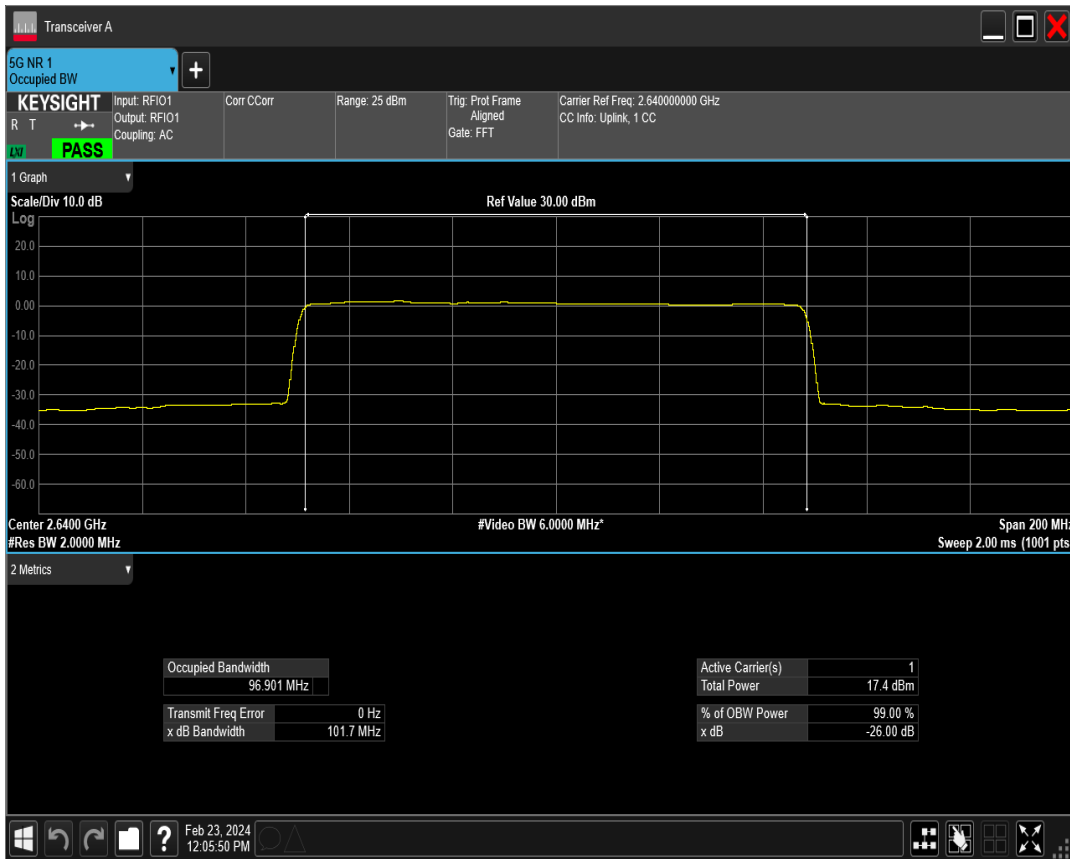 Transceiver A
5G NR 1
Occupied BW
+
KEYSIGHT
R T
LXI
PASS
Input: RFIO1
Output: RFIO1
Coupling: AC
Corr CCorr
Range: 25 dBm
Trig: Prot Frame
Aligned
Gate: FFT
Carrier Ref Freq: 2.640000000 GHz
CC Info: Uplink, 1 CC
1 Graph
Scale/Div 10.0 dB
Ref Value 30.00 dBm
Log
20.0
10.0
0.00
-10.0
-20.0
-30.0
-40.0
-50.0
-60.0
Center 2.6400 GHz
#Video BW 6.0000 MHz*
Span 200 MHz
#Res BW 2.0000 MHz
Sweep 2.00 ms (1001 pts
2 Metrics
Occupied Bandwidth
96.901 MHz
Transmit Freq Error 0 Hz
x dB Bandwidth 101.7 MHz
Active Carrier(s) 1
Total Power 17.4 dBm
% of OBW Power 99.00 %
x dB -26.00 dB
?
Feb 23, 2024
12:05:50 PM